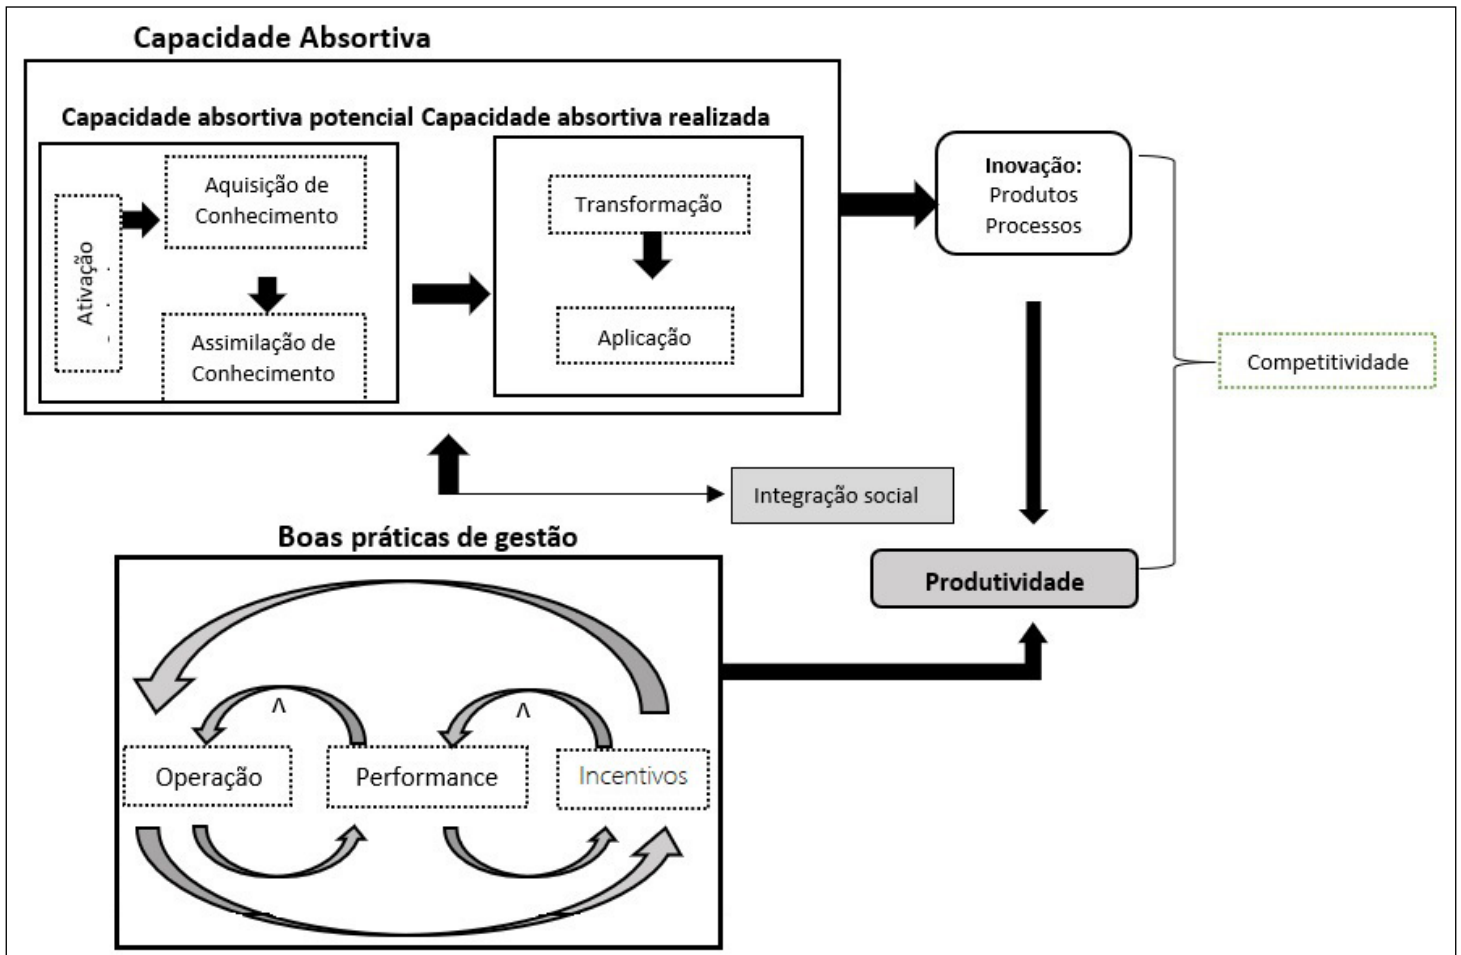 Capacidade Absortiva
Capacidade absortiva potencial
Capacidade absortiva realizada
Ativação
Aquisição de
Conhecimento
Assimilação de
Conhecimento
Transformação
Aplicação
Inovação:
Produtos
Processos
Competitividade
Integração social
Produtividade
Boas práticas de gestão
Operação
Performance
Incentivos